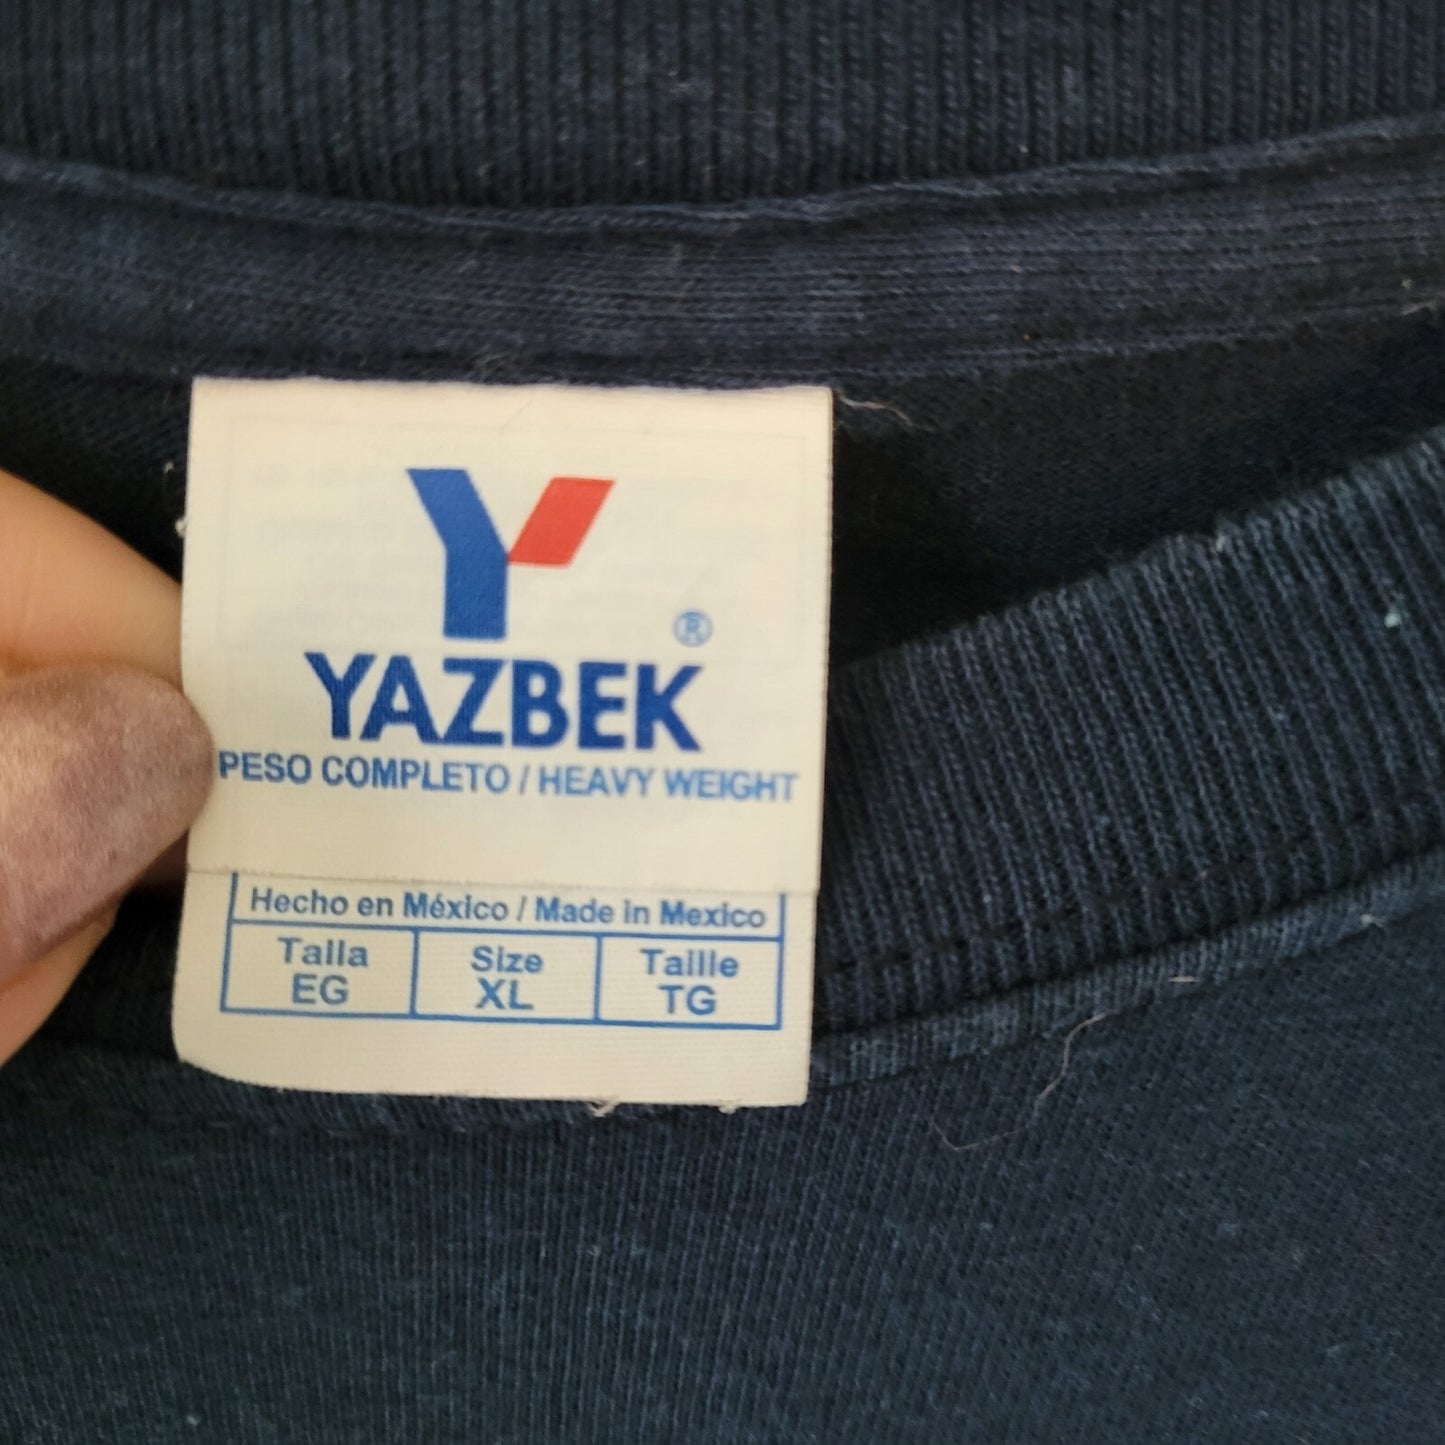 Y
®
YAZBEK
PESO COMPLETO / HEAVY WEIGHT
Hecho en México / Made in Mexico
Talla Size Taille
EG XL TG